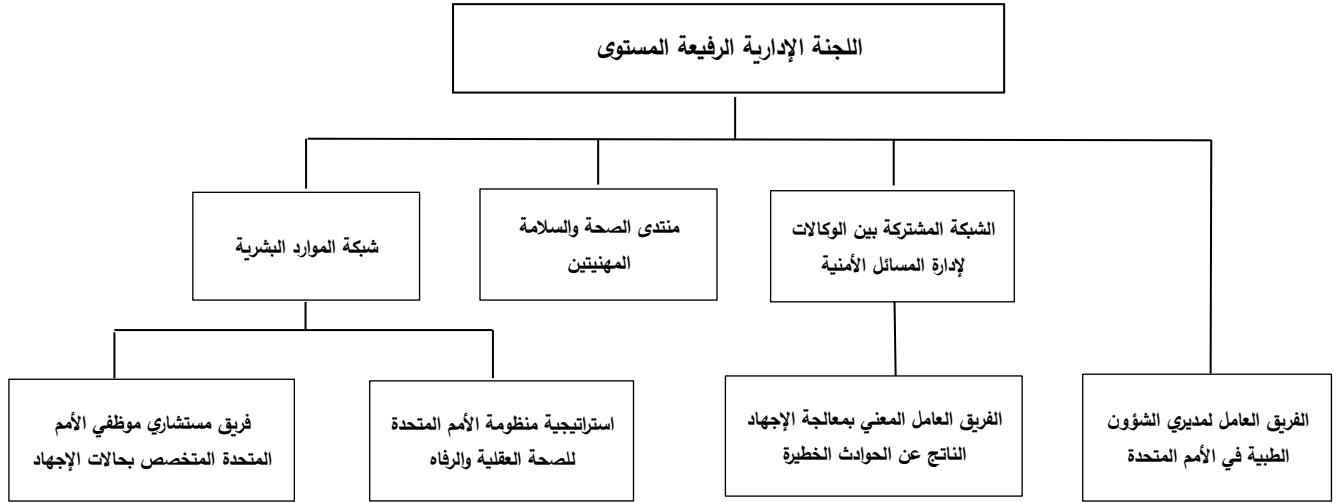 اللجنة الإدارية الرفيعة المستوى
الشبكة المشتركة بين الوكالات
لإدارة المسائل الأمنية
منتدى الصحة والسلامة
المهنيتين
شبكة الموارد البشرية
الفريق العامل لمديري الشؤون
الطبية في الأمم المتحدة
الفريق العامل المعني بمعالجة الإجهاد
الناتج عن الحوادث الخطيرة
استراتيجية منظومة الأمم المتحدة
للصحة العقلية والرفاه
فريق مستشاري موظفي الأمم
المتحدة المتخصص بحالات الإجهاد